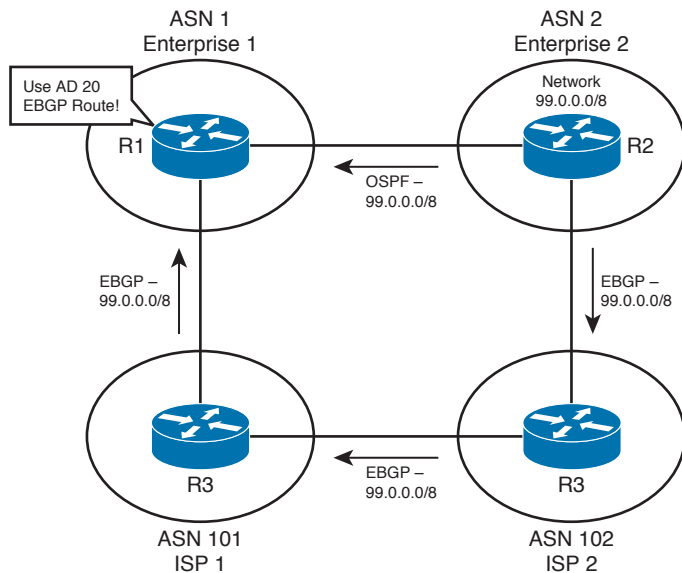 ASN 1
Enterprise 1
ASN 2
Enterprise 2
Use AD 20
EBGP Route!
Network
99.0.0.0/8
R1
R2
OSPF –
99.0.0.0/8
EBGP –
99.0.0.0/8
EBGP –
99.0.0.0/8
R3
EBGP –
99.0.0.0/8
R3
ASN 101
ISP 1
ASN 102
ISP 2